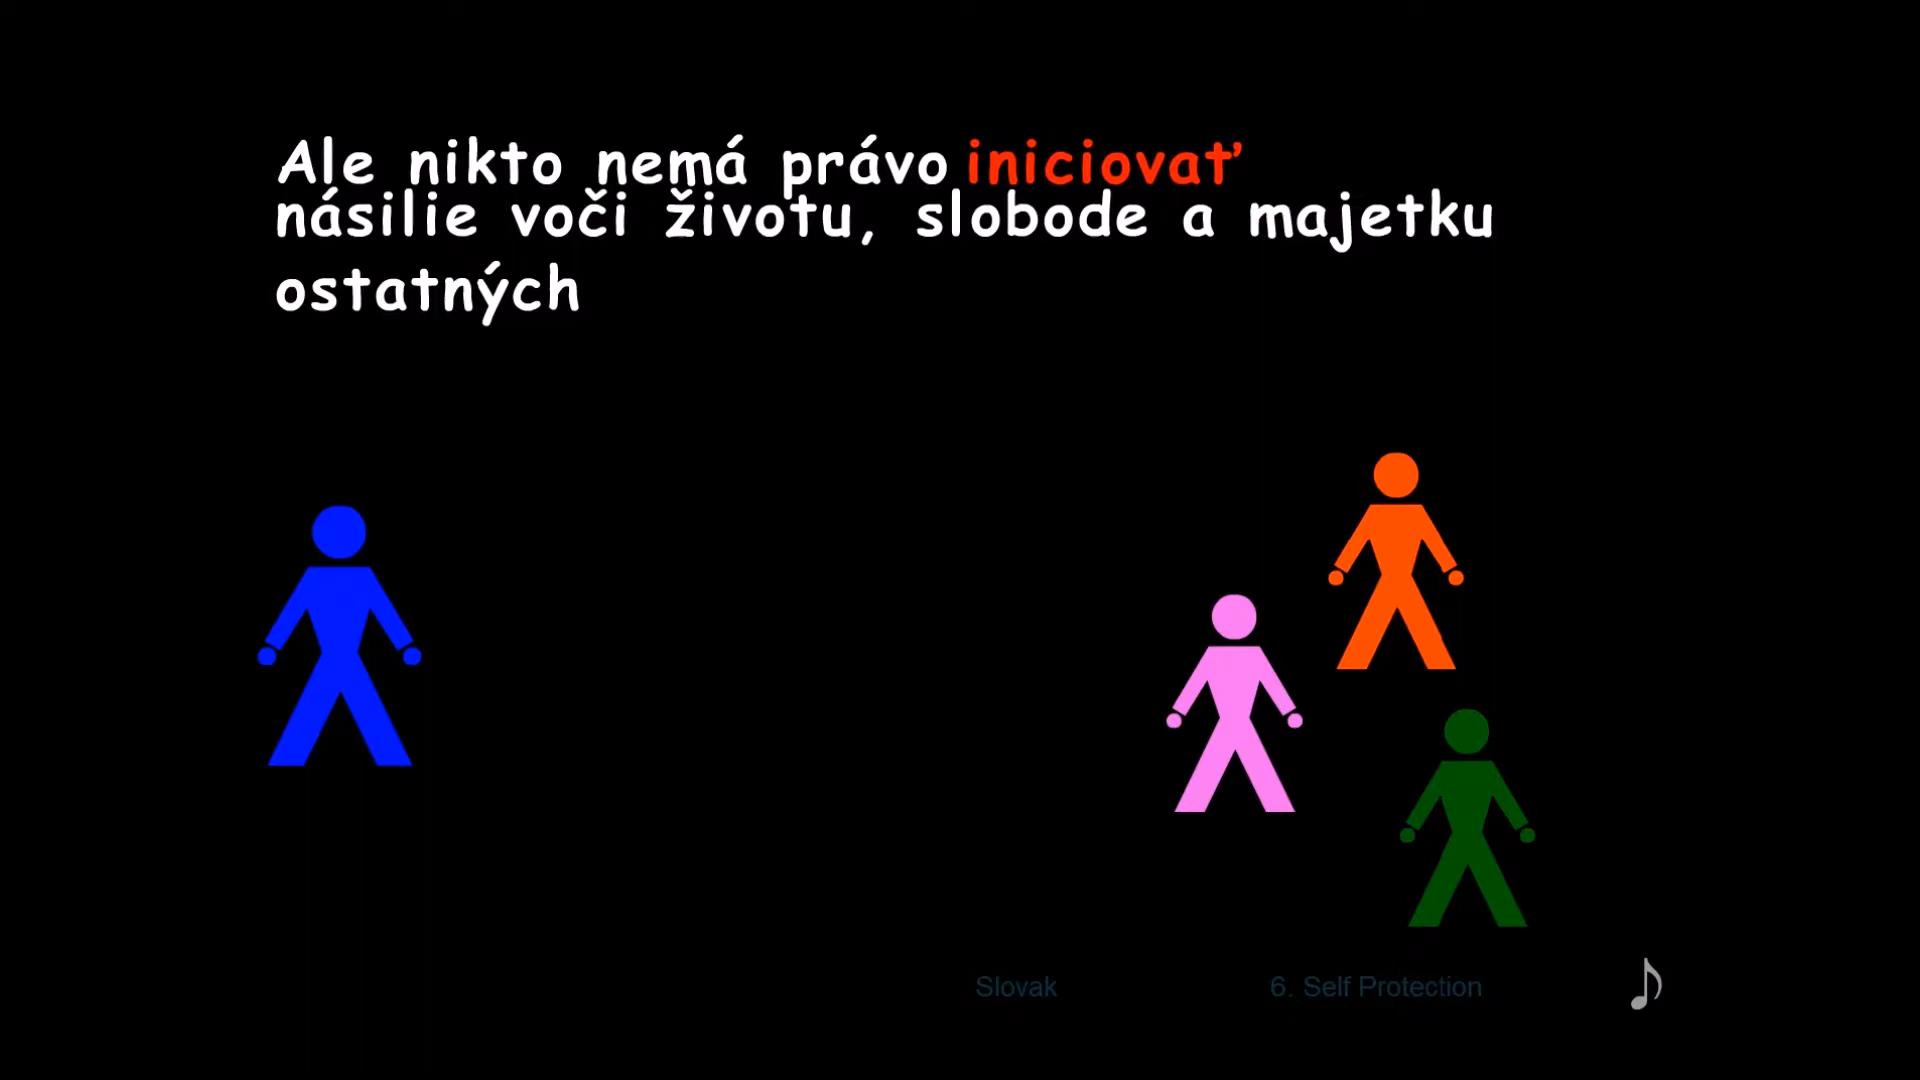 Ale nikto nemá právo iniciovať
násilie voči životu, slobode a majetku
ostatných
Slovak
6. Self Protection